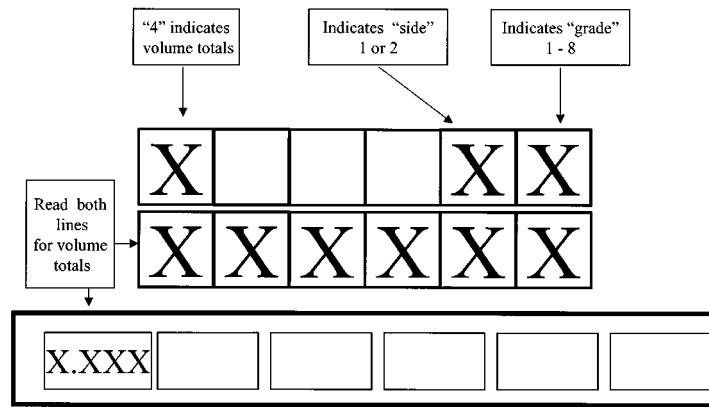 “4” indicates
volume totals
Indicates “side”
1 or 2
Indicates “grade”
1 - 8
X X X
Read both
lines
for volume
totals
X X X X X X
X.XXX